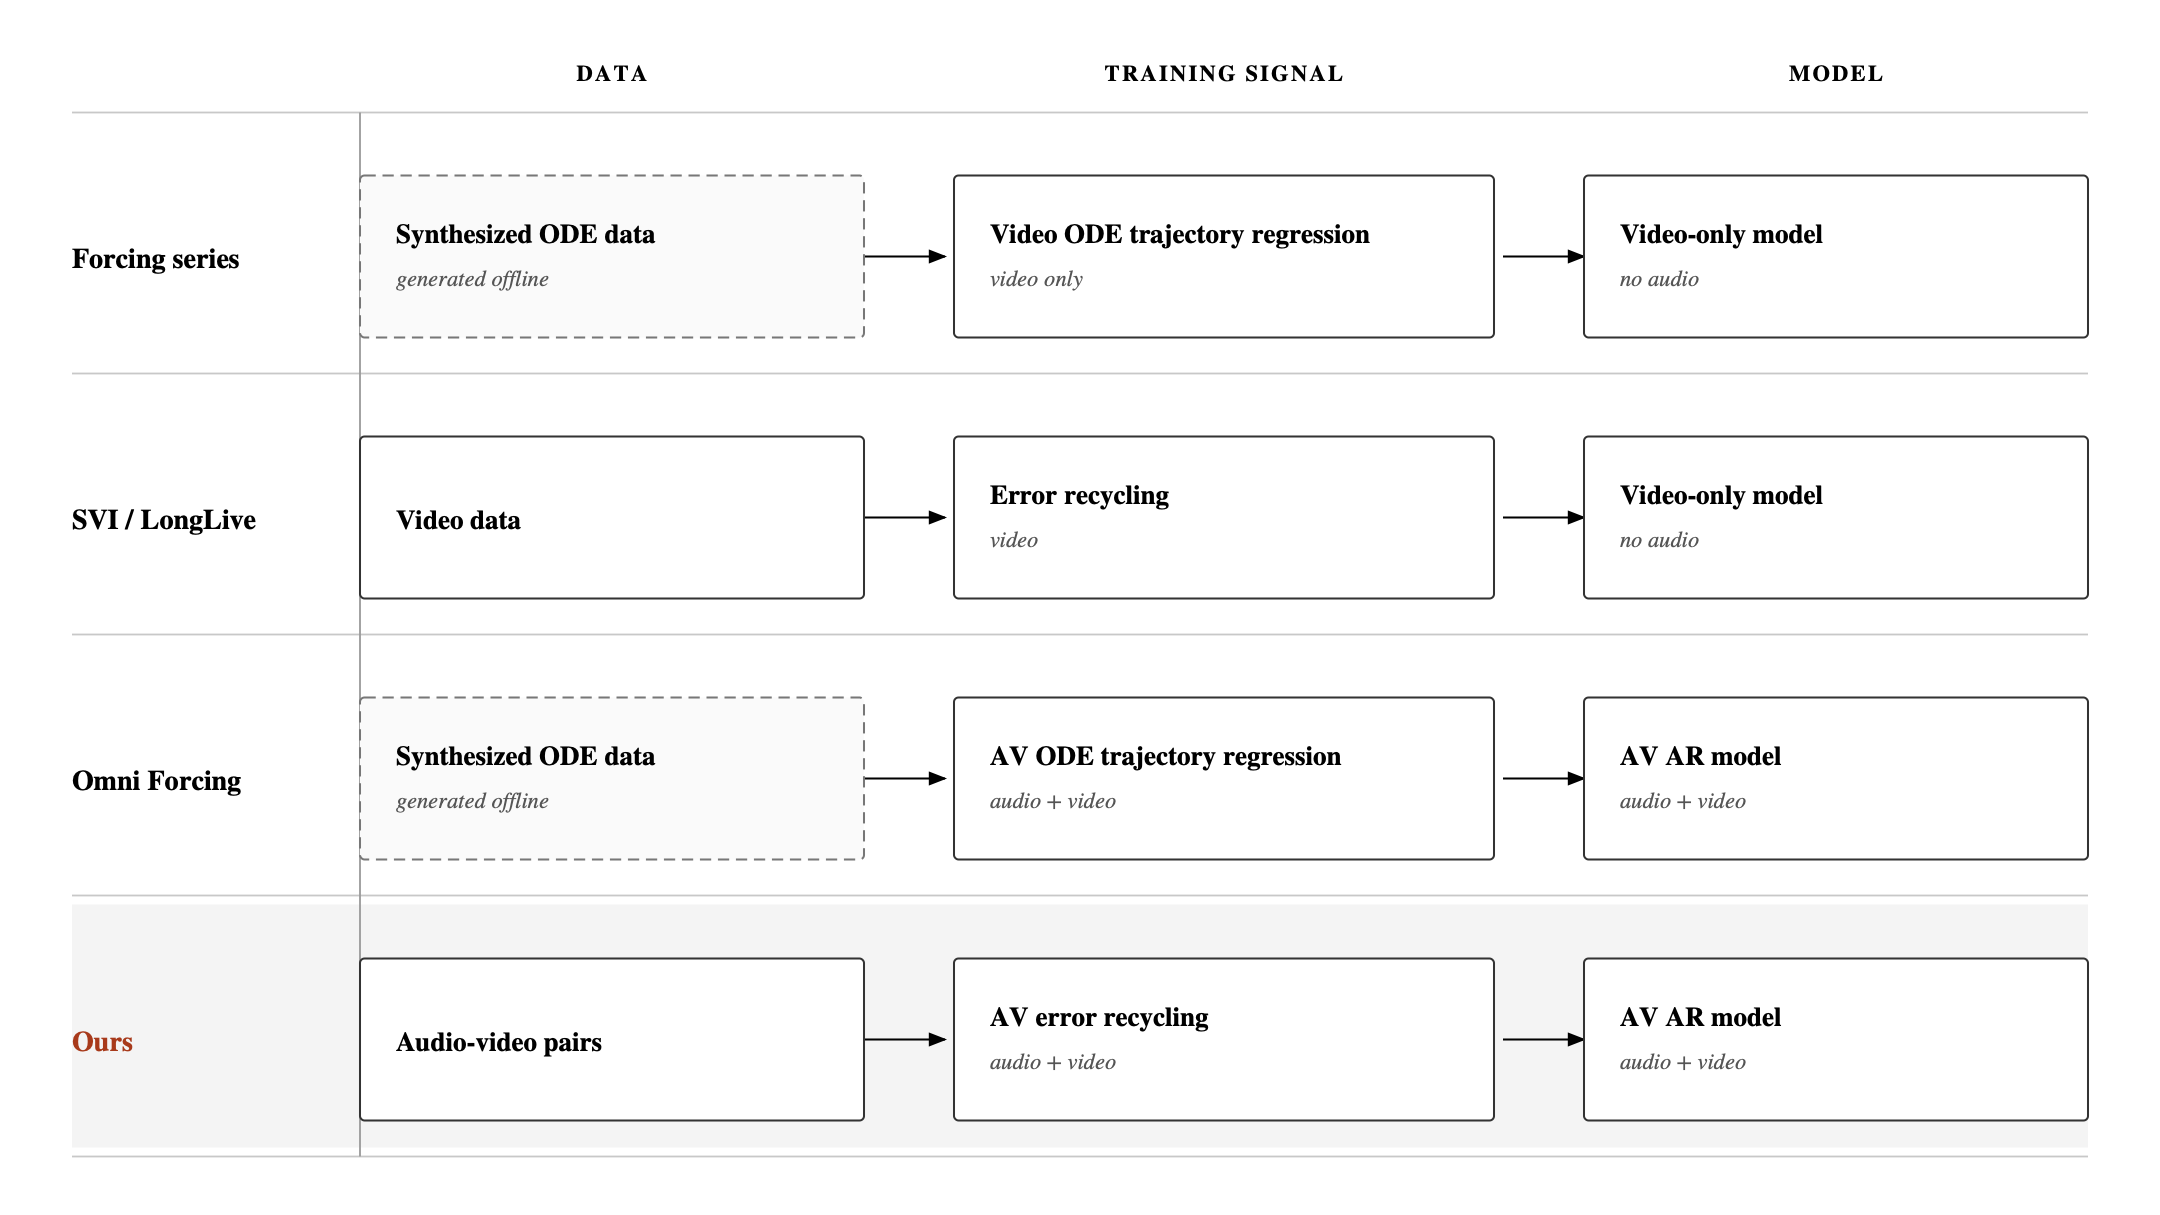 DATA
TRAINING SIGNAL
MODEL
Forcing series
Synthesized ODE data
generated offline
Video ODE trajectory regression
video only
Video-only model
no audio
SVI / LongLive
Video data
Error recycling
video
Video-only model
no audio
Omni Forcing
Synthesized ODE data
generated offline
AV ODE trajectory regression
audio + video
AV AR model
audio + video
Ours
Audio-video pairs
AV error recycling
audio + video
AV AR model
audio + video